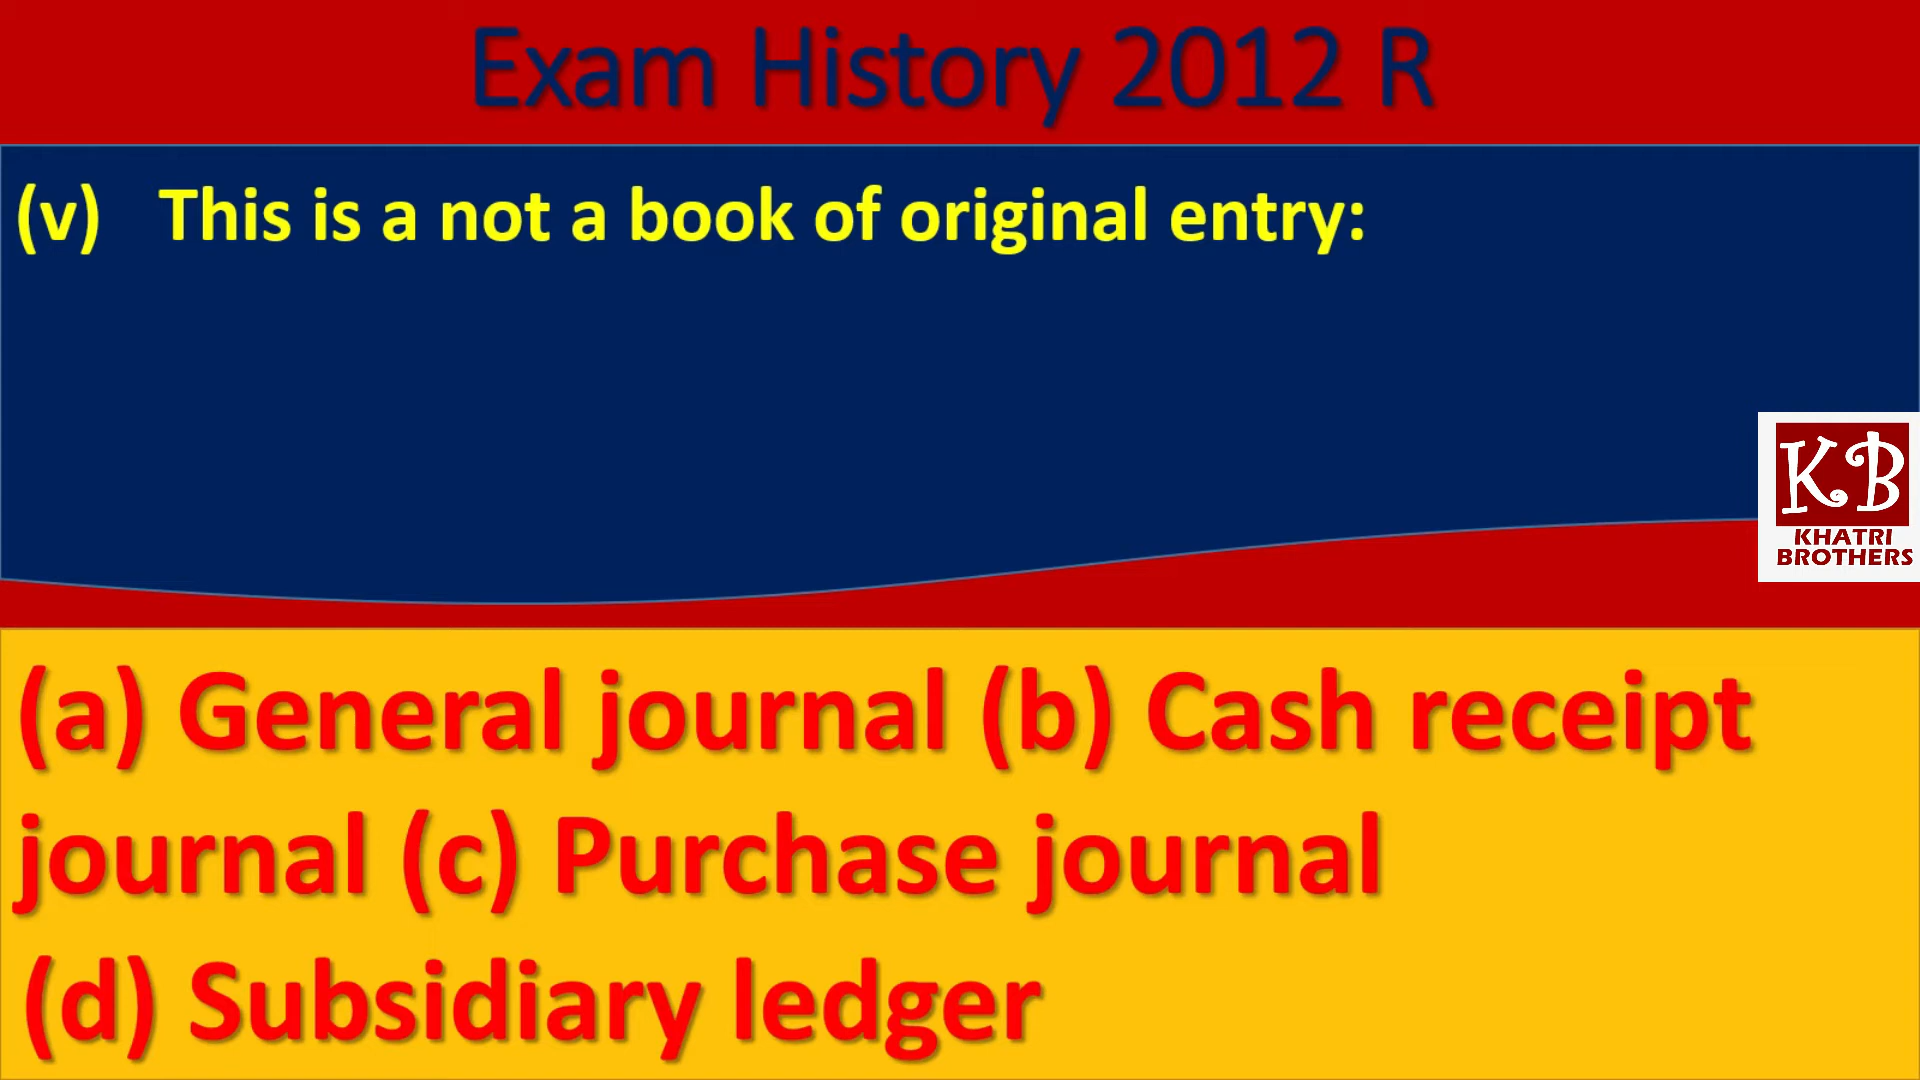 Exam History 2012 R
(v) This is a not a book of original entry:
KB
KHATRI
BROTHERS
(a) General journal (b) Cash receipt
journal (c) Purchase journal
(d) Subsidiary ledger